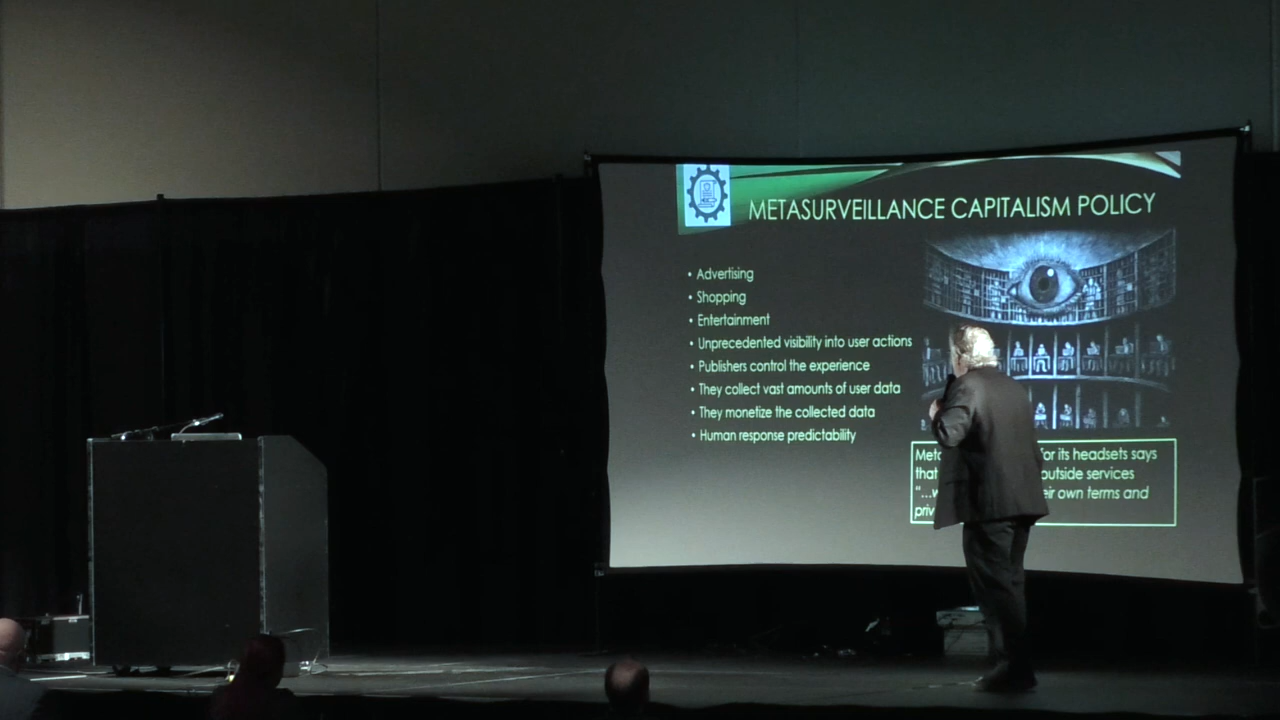 METASURVEILLANCE CAPITALISM POLICY
• Advertising
• Shopping
• Entertainment
• Unprecedented visibility into user actions
• Publishers control the experience
• They collect vast amounts of user data
• They monetize the collected data
• Human response predictability
for its headsets says
that outside services
own terms and